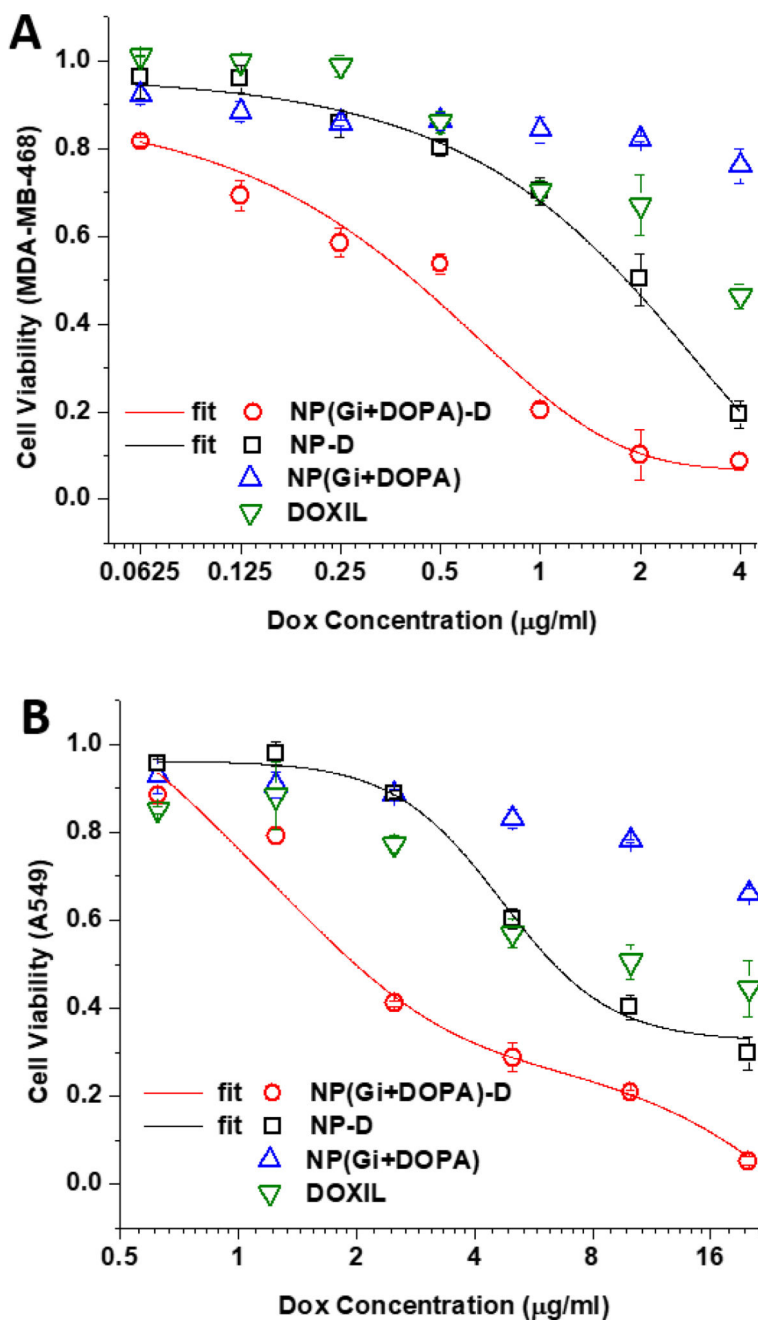 A
Cell Viability (MDA-MB-468)
1.0
0.8
0.6
0.4
0.2
0.0
fit NP(Gi+DOPA)-D
fit NP-D
NP(Gi+DOPA)
DOXIL
0.0625 0.125 0.25 0.5 1 2 4
Dox Concentration (μg/ml)
B
Cell Viability (A549)
1.0
0.8
0.6
0.4
0.2
0.0
fit NP(Gi+DOPA)-D
fit NP-D
NP(Gi+DOPA)
DOXIL
0.5 1 2 4 8 16
Dox Concentration (μg/ml)